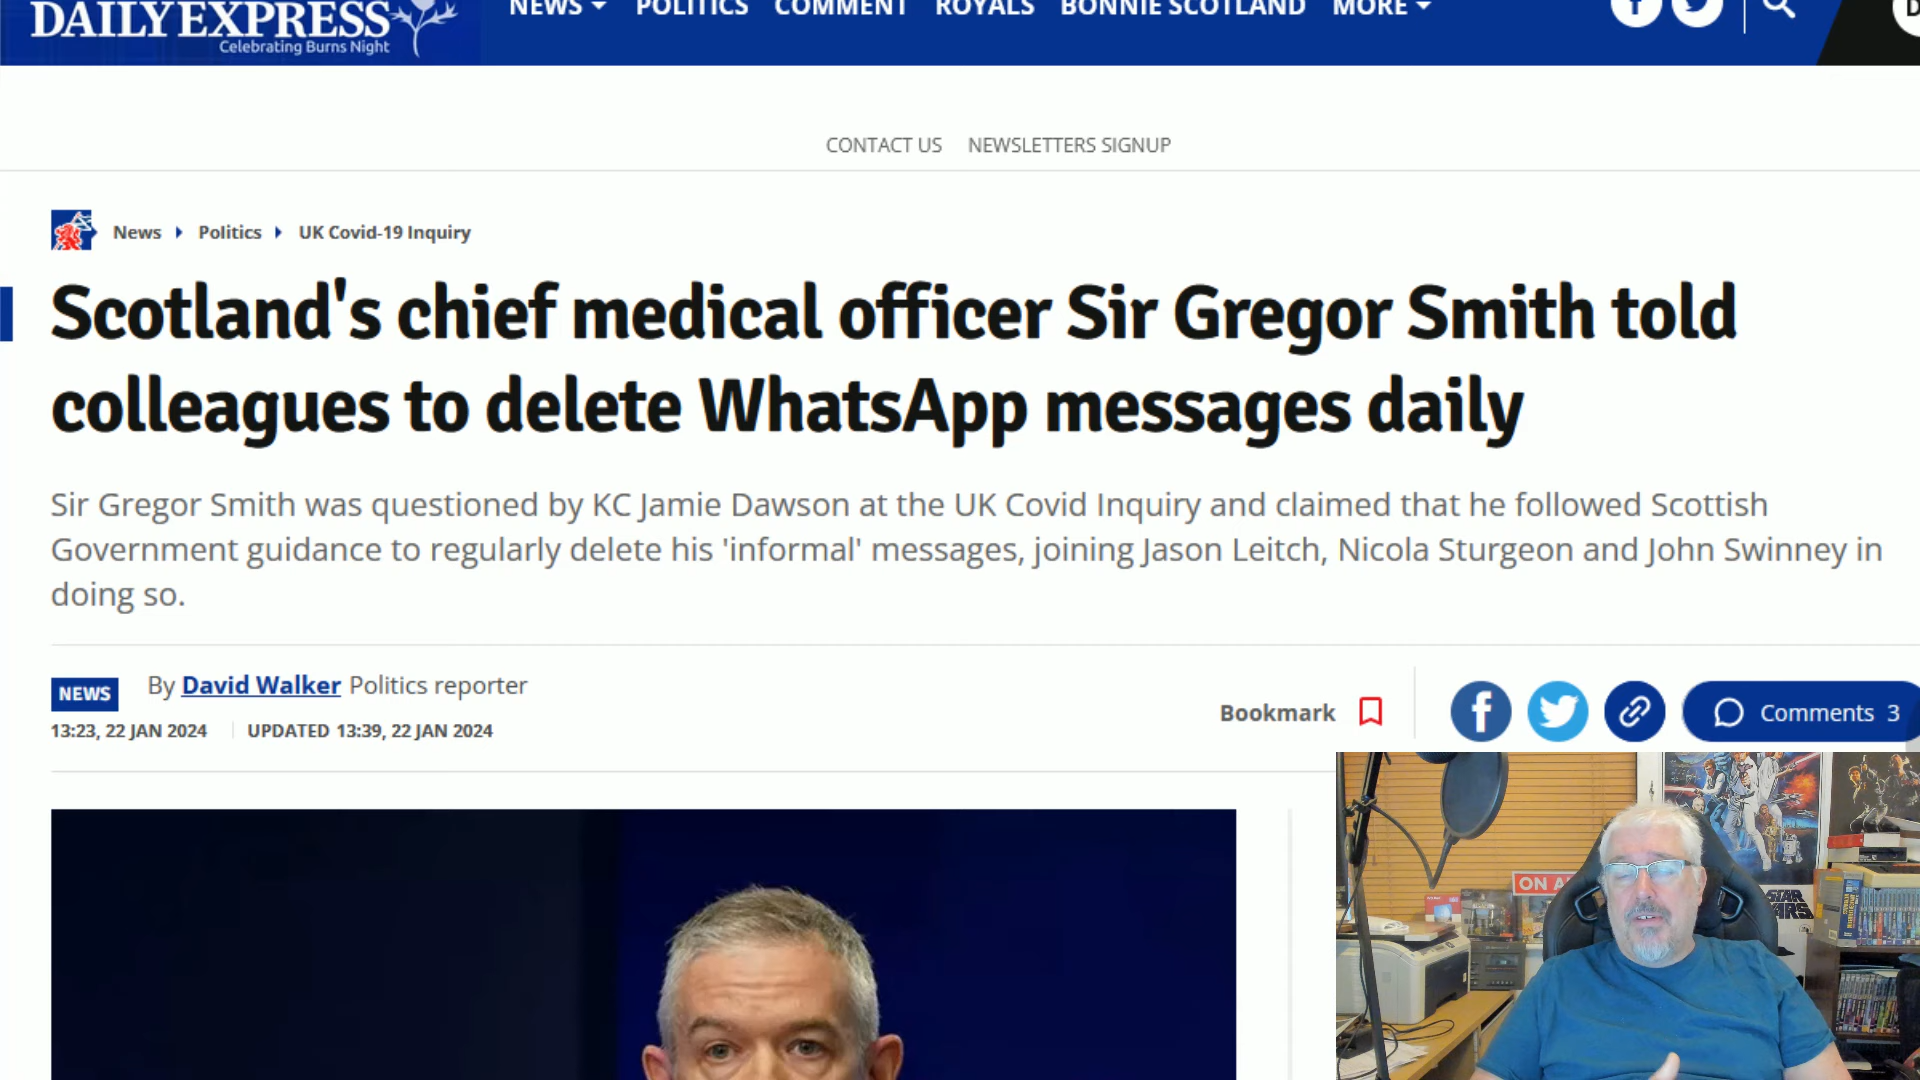 DAILY EXPRESS
Celebrating Burns Night
NEWS POLITICS COMMENT ROYALS BONNIE SCOTLAND MORE
CONTACT US NEWSLETTERS SIGNUP
News Politics UK Covid-19 Inquiry
Scotland's chief medical officer Sir Gregor Smith told
colleagues to delete WhatsApp messages daily
Sir Gregor Smith was questioned by KC Jamie Dawson at the UK Covid Inquiry and claimed that he followed Scottish
Government guidance to regularly delete his 'informal' messages, joining Jason Leitch, Nicola Sturgeon and John Swinney in
doing so.
NEWS By David Walker Politics reporter
13:23, 22 JAN 2024 UPDATED 13:39, 22 JAN 2024
Bookmark
Comments 3
ON A
STAR
WARS